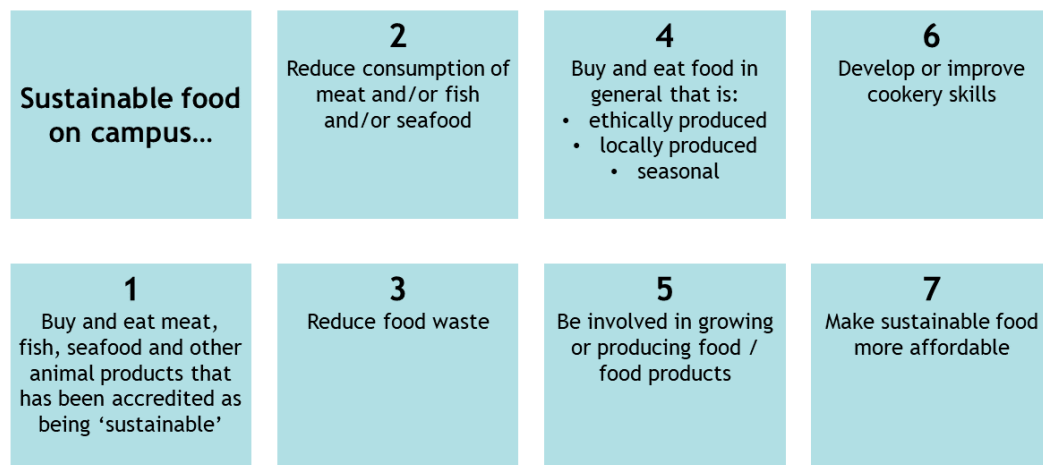 Sustainable food
on campus…
1
Buy and eat meat,
fish, seafood and other
animal products that
has been accredited as
being ‘sustainable’
2
Reduce consumption of
meat and/or fish
and/or seafood
3
Reduce food waste
4
Buy and eat food in
general that is:
• ethically produced
• locally produced
• seasonal
5
Be involved in growing
or producing food /
food products
6
Develop or improve
cookery skills
7
Make sustainable food
more affordable